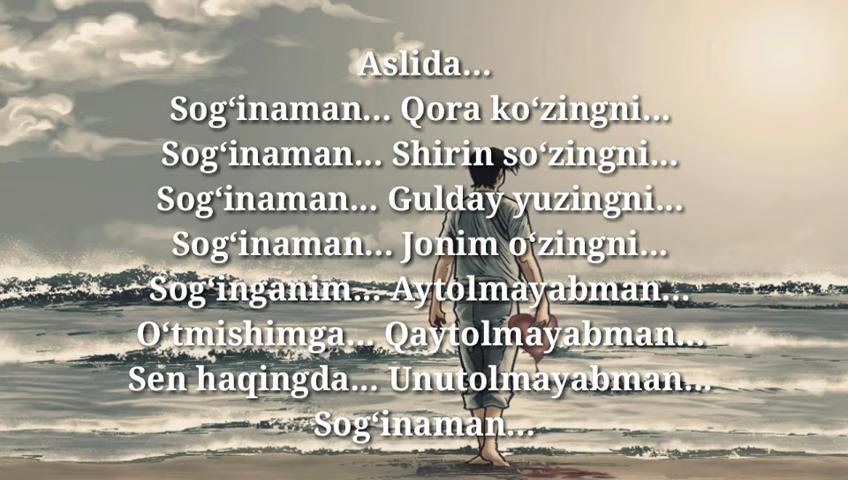 Aslida...
Sog‘inaman... Qora ko‘zingni...
Sog‘inaman... Shirin so‘zingni...
Sog‘inaman... Gulday yuzingni...
Sog‘inaman... Jonim o‘zingni...
Sog‘inganim... Aytolmayabman...
O‘tmishimga... Qaytolmayabman...
Sen haqingda... Unutolmayabman...
Sog‘inaman...